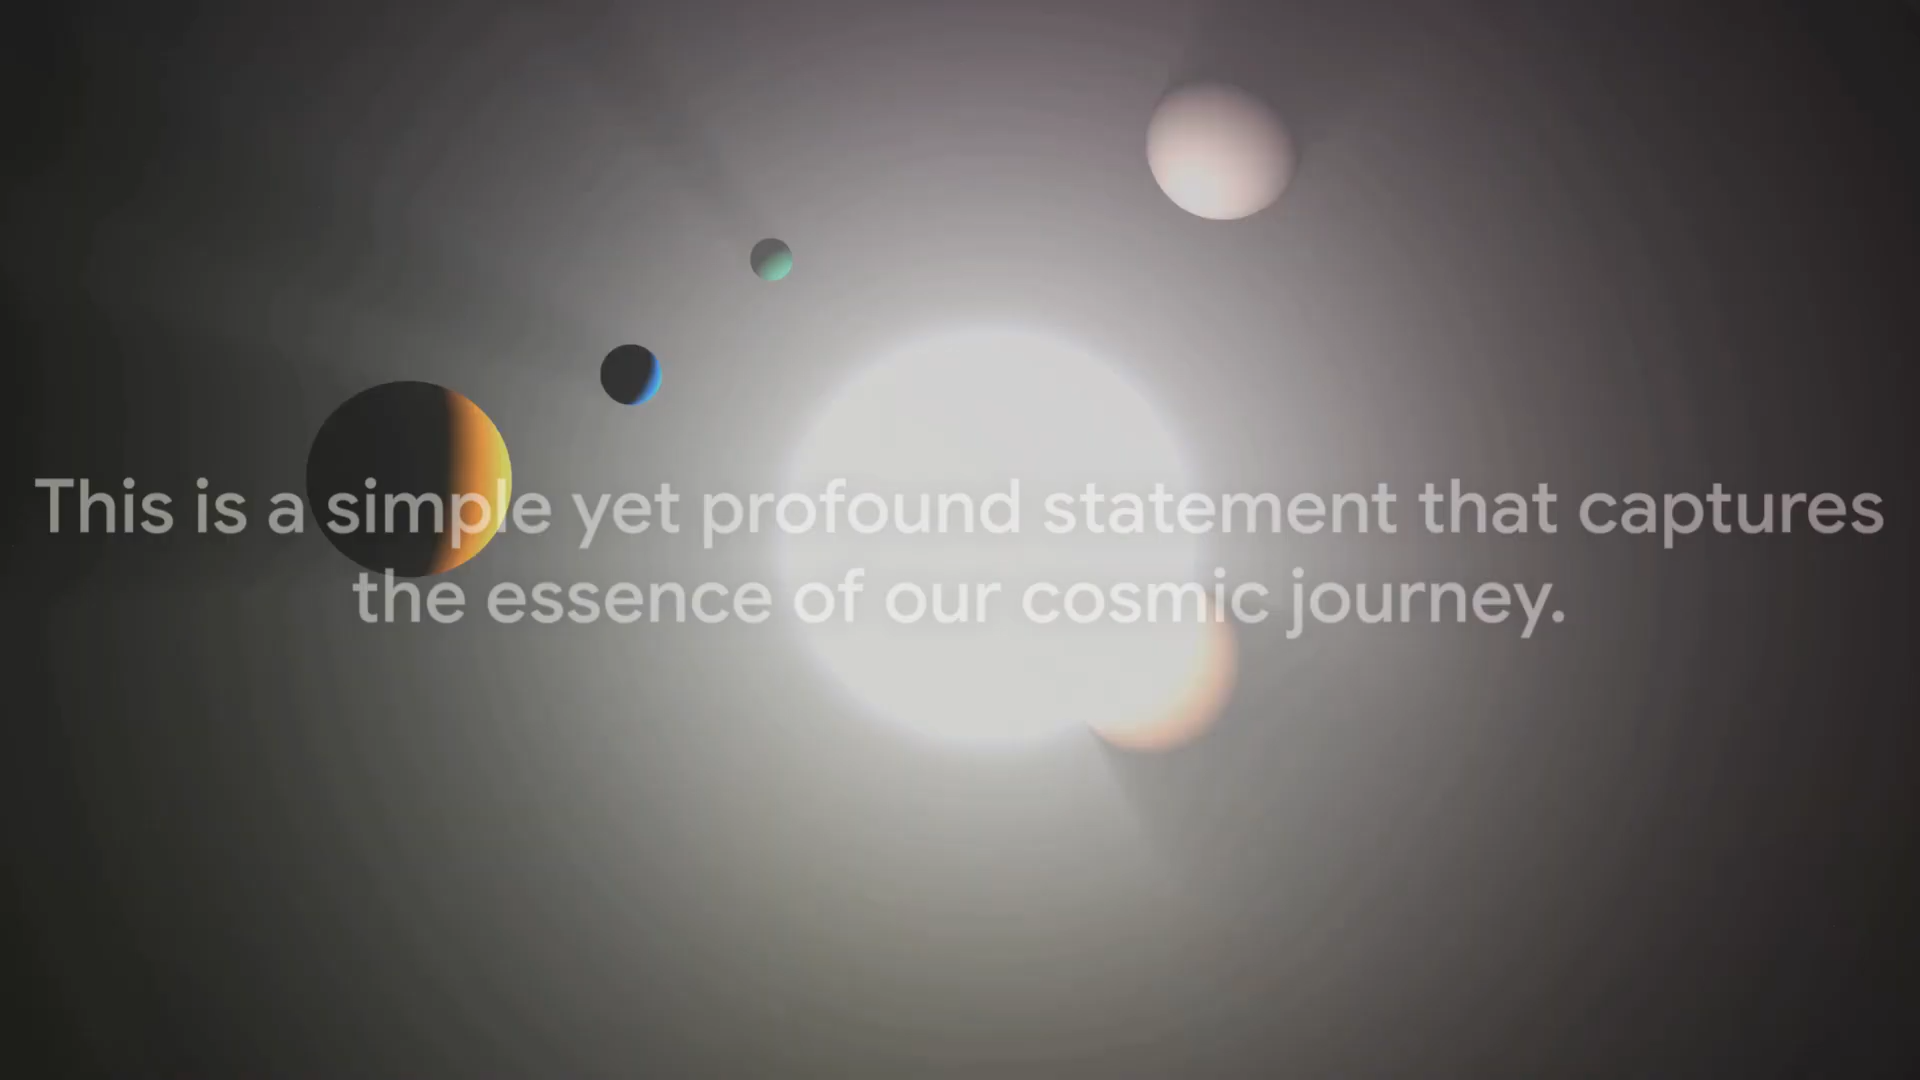 This is a simple yet profound statement that captures
the essence of our cosmic journey.